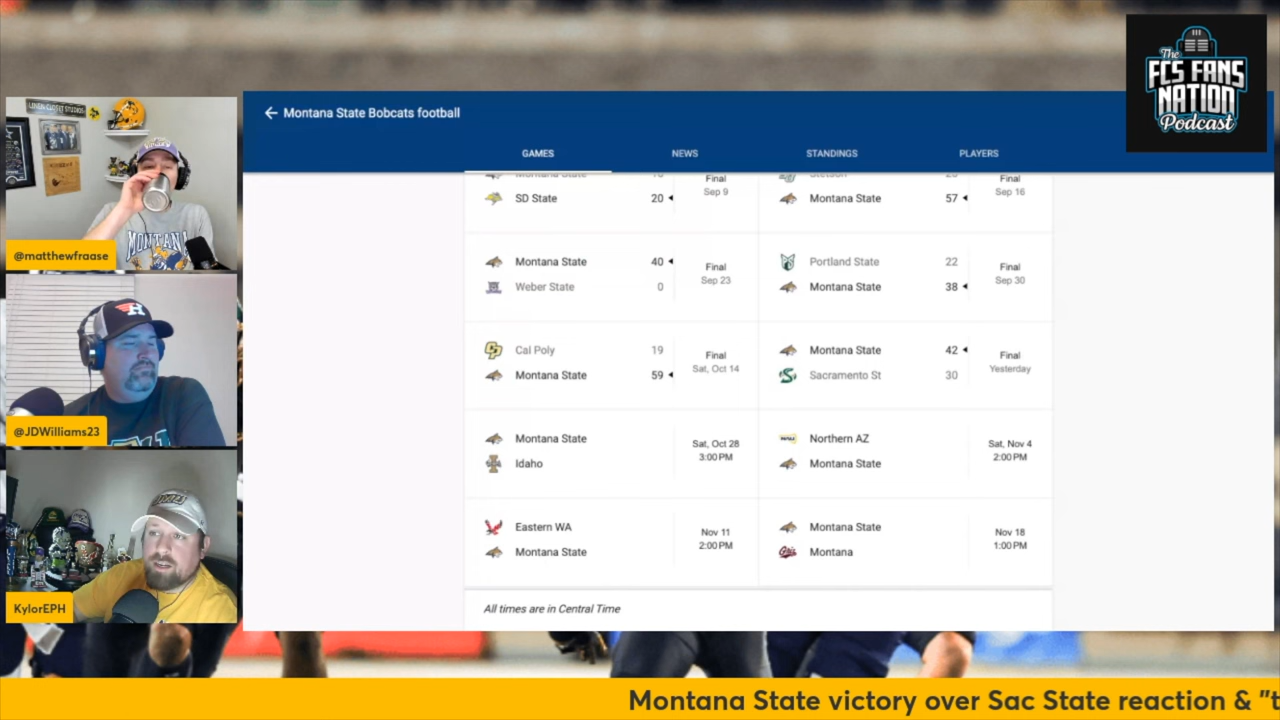 The
FCS FANS
NATION
Podcast
Montana State Bobcats football
GAMES
NEWS
STANDINGS
PLAYERS
Montana State
SD State 20
Final
Sep 9
Stetson
Montana State 57
Final
Sep 16
Montana State 40
Weber State 0
Final
Sep 23
Portland State 22
Montana State 38
Final
Sep 30
Cal Poly 19
Montana State 59
Final
Sat, Oct 14
Montana State 42
Sacramento St 30
Final
Yesterday
Montana State
Idaho
Sat, Oct 28
3:00 PM
Northern AZ
Montana State
Sat, Nov 4
2:00 PM
Eastern WA
Montana State
Nov 11
2:00 PM
Montana State
Montana
Nov 18
1:00 PM
All times are in Central Time
MONTANA
@matthewfraase
@JDWilliams23
KylorEPH
Montana State victory over Sac State reaction & "t